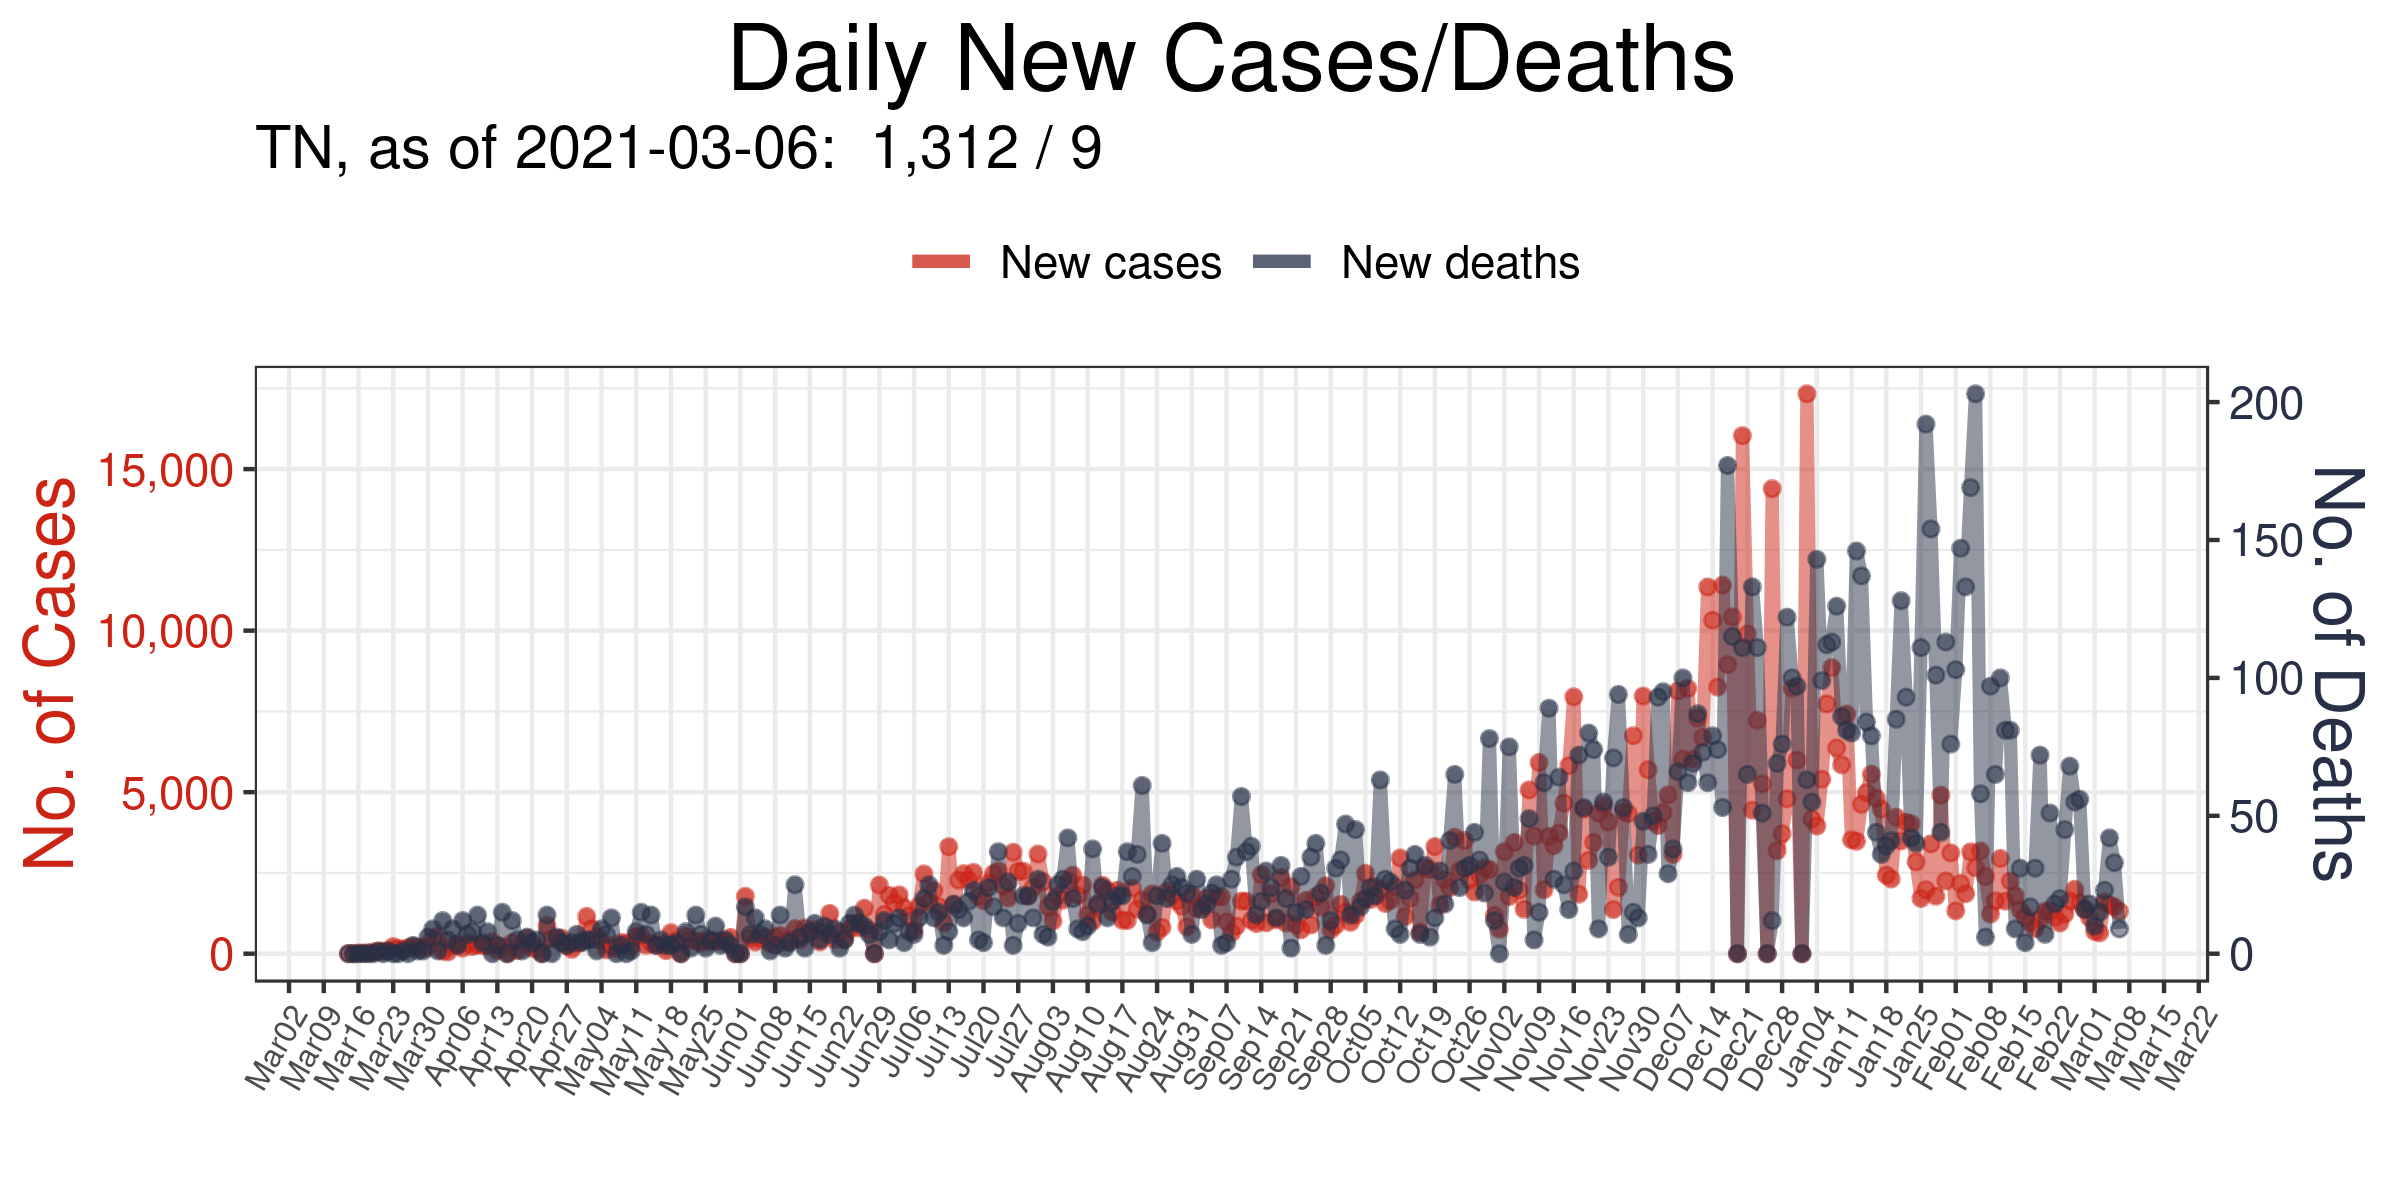 Daily New Cases/Deaths
TN, as of 2021-03-06: 1,312 / 9
New cases
New deaths
No. of Cases
15,000
10,000
5,000
0
200
150
100
50
0
No. of Deaths
Mar02
Mar09
Mar16
Mar23
Mar30
Apr06
Apr13
Apr20
Apr27
May04
May11
May18
May25
Jun01
Jun08
Jun15
Jun22
Jun29
Jul06
Jul13
Jul20
Jul27
Aug03
Aug10
Aug17
Aug24
Aug31
Sep07
Sep14
Sep21
Sep28
Oct05
Oct12
Oct19
Oct26
Nov02
Nov09
Nov16
Nov23
Nov30
Dec07
Dec14
Dec21
Dec28
Jan04
Jan11
Jan18
Jan25
Feb01
Feb08
Feb15
Feb22
Mar01
Mar08
Mar15
Mar22